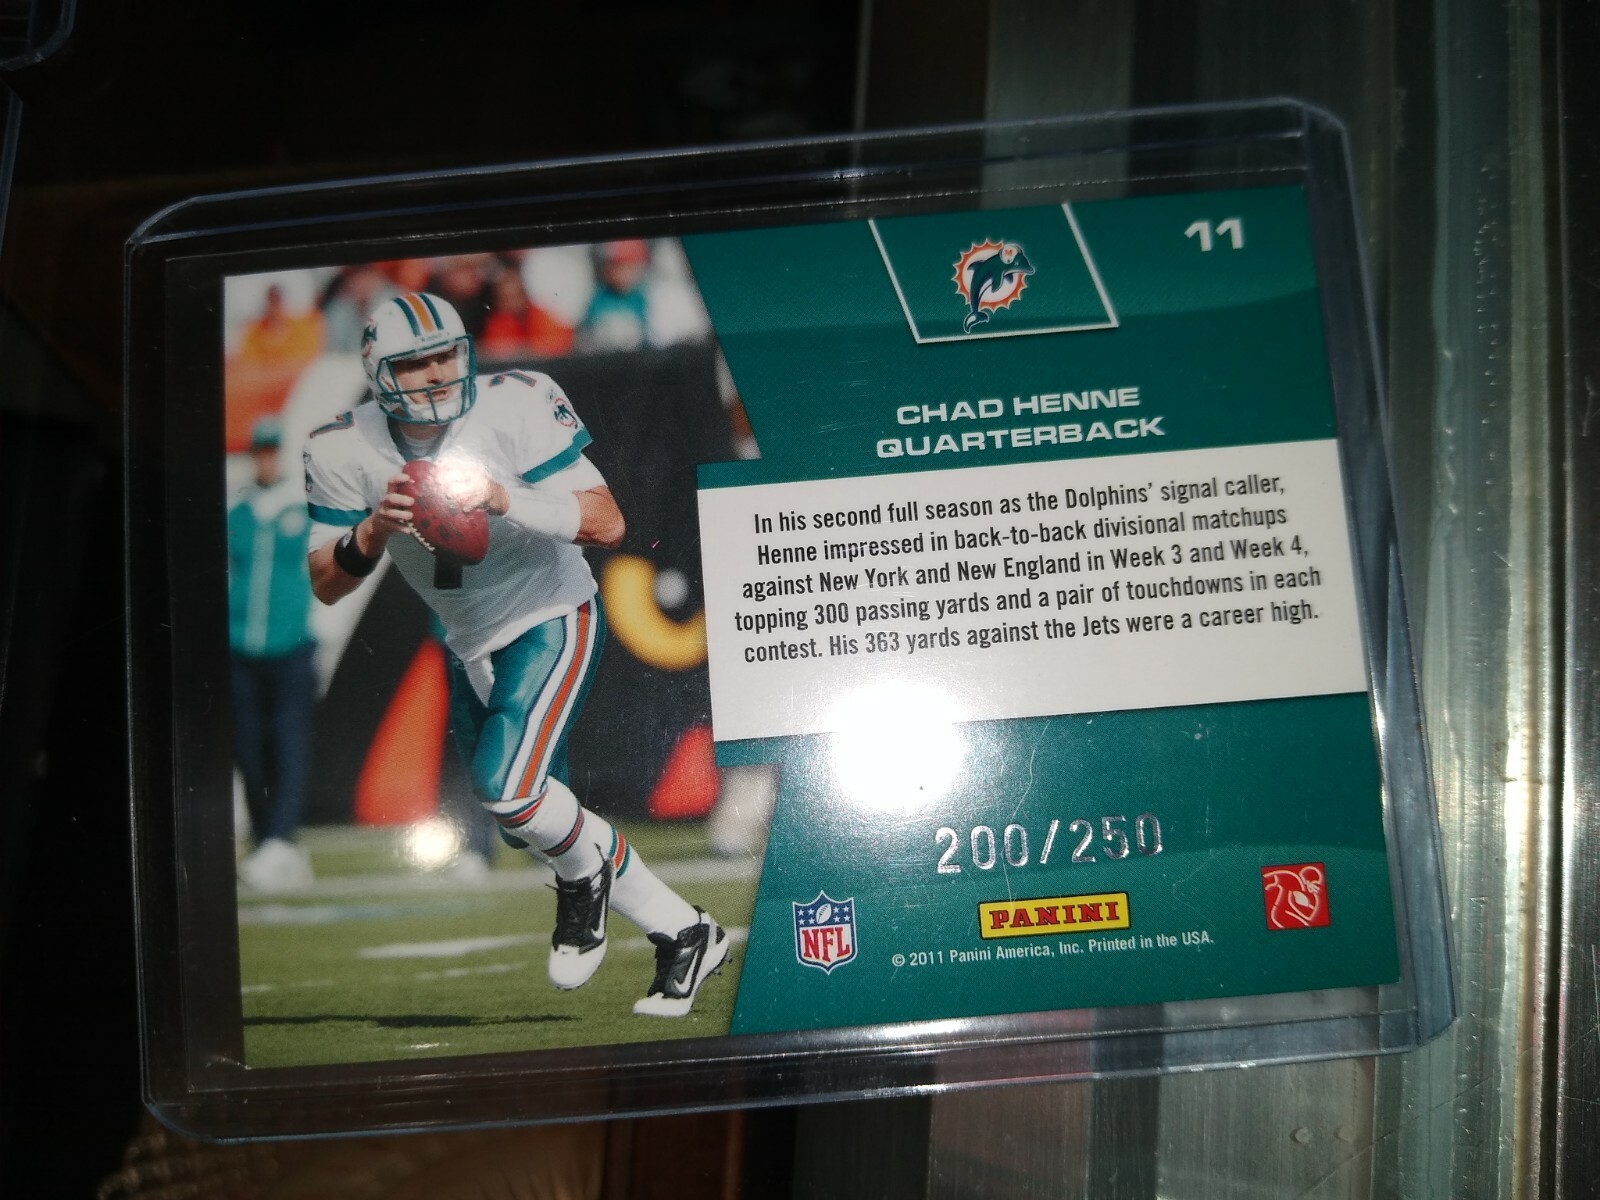 11
CHAD HENNE
QUARTERBACK
In his second full season as the Dolphins' signal caller,
Henne impressed in back-to-back divisional matchups
against New York and New England in Week 3 and Week 4,
topping 300 passing yards and a pair of touchdowns in each
contest. His 363 yards against the Jets were a career high.
200/250
NFL
PANINI
© 2011 Panini America, Inc. Printed in the USA.
7
7